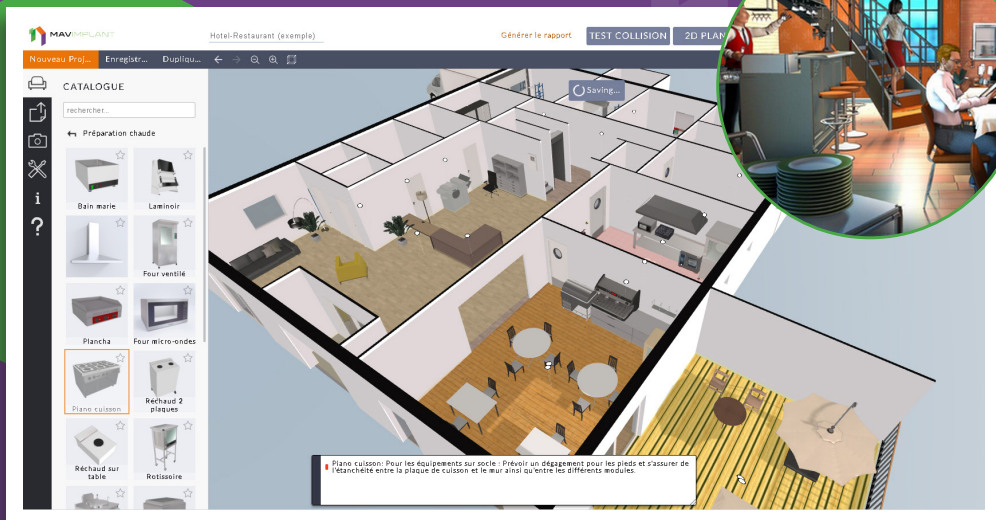 MAVIMPLANT
Hotel-Restaurant (exemple)
Générer le rapport
TEST COLLISION
2D PLAN
Nouveau Proj...
Enregistr...
Dupliqu...
CATALOGUE
Saving...
rechercher...
Préparation chaude
Bain marie
Laminoir
Four ventilé
Plancha
Four micro-ondes
Piano cuisson
Réchaud 2
plaques
Réchaud sur
table
Rotissoire
Piano cuisson: Pour les équipements sur socle : Prévoir un dégagement pour les pieds et s'assurer de
l'étanchéité entre la plaque de cuisson et le mur ainsi qu'entre les différents modules.